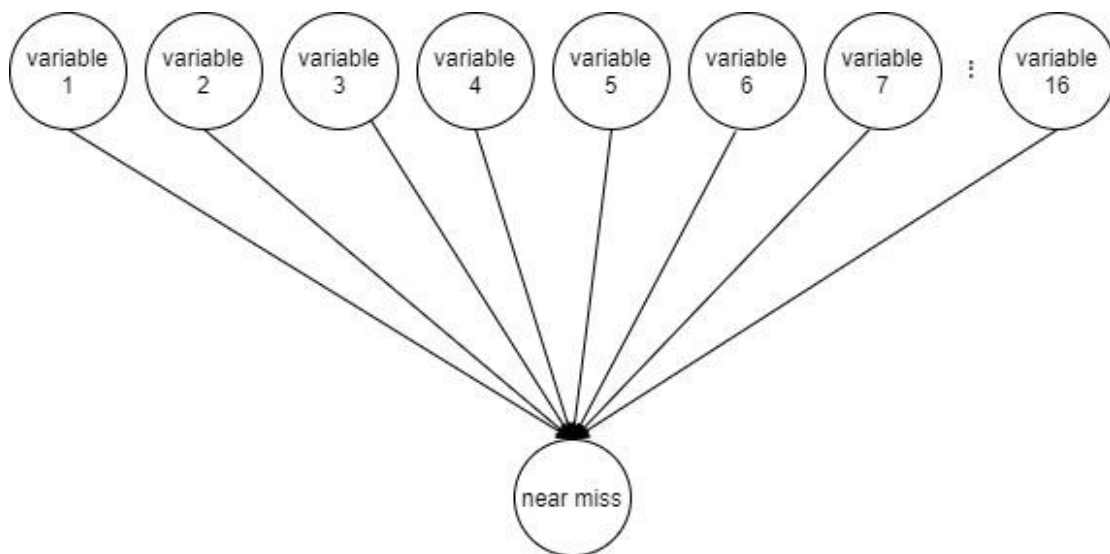 variable
1
variable
2
variable
3
variable
4
variable
5
variable
6
variable
7
⋮
variable
16
near miss